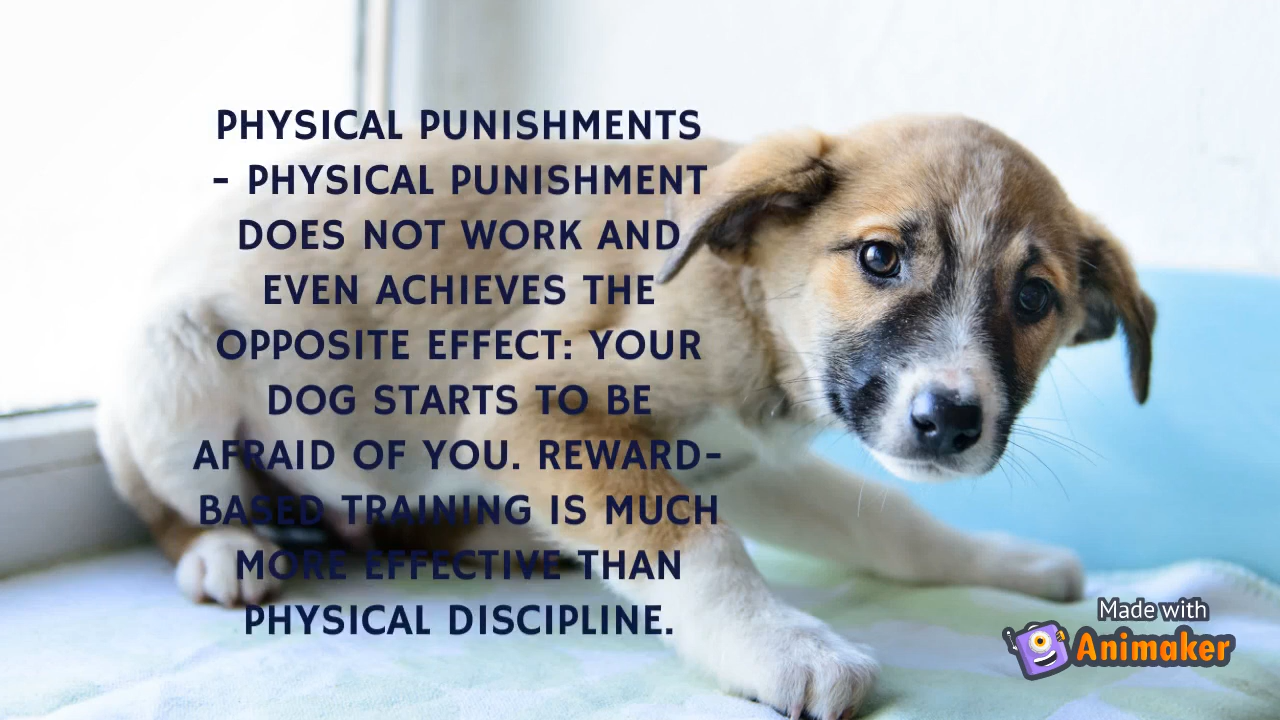 PHYSICAL PUNISHMENTS
- PHYSICAL PUNISHMENT
DOES NOT WORK AND
EVEN ACHIEVES THE
OPPOSITE EFFECT: YOUR
DOG STARTS TO BE
AFRAID OF YOU. REWARD-
BASED TRAINING IS MUCH
MORE EFFECTIVE THAN
PHYSICAL DISCIPLINE.
Made with
Animaker